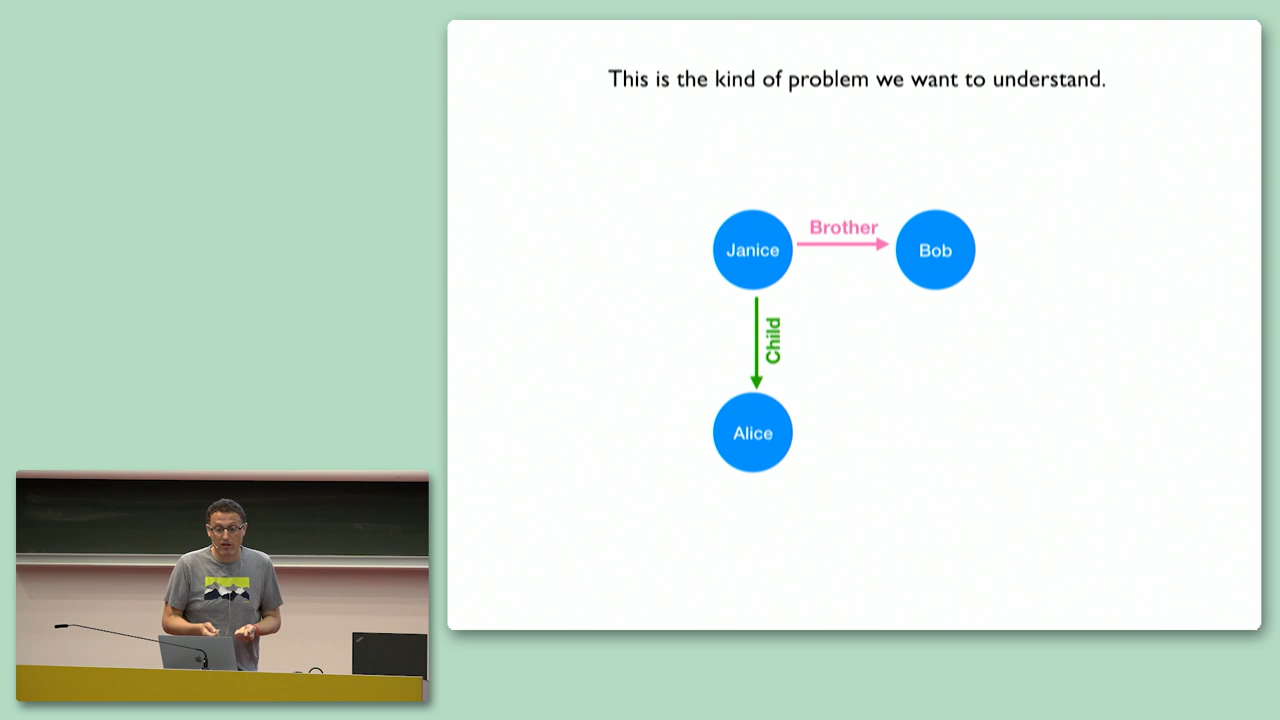 This is the kind of problem we want to understand.
Janice
Brother
Bob
Child
Alice